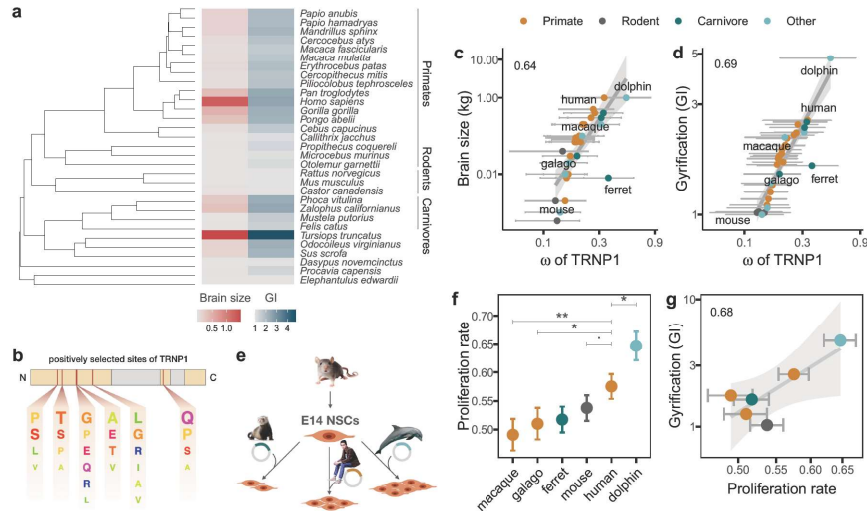 a
Papio anubis
Papio hamadryas
Mandrillus sphinx
Cercocebus atys
Macaca fascicularis
Macaca mulatta
Erythrocebus patas
Cercopithecus mitis
Piliocolobus tephrosceles
Pan troglodytes
Homo sapiens
Gorilla gorilla
Pongo abelii
Cebus capucinus
Callithrix jacchus
Propithecus coquereli
Microcebus murinus
Otolemur garnettii
Rattus norvegicus
Mus musculus
Castor canadensis
Phoca vitulina
Zalophus californianus
Mustela putorius
Felis catus
Tursiops truncatus
Odocoileus virginianus
Sus scrofa
Dasypus novemcinctus
Procavia capensis
Elephantulus edwardii
Primates
Rodents
Carnivores
Brain size
0.5 1.0
GI
1 2 3 4
Primate
Rodent
Carnivore
Other
c
0.64
Brain size (kg)
10.00
1.00
0.01
dolphin
human
macaque
galago
ferret
mouse
0.1 0.3 0.9
ω of TRNP1
d
0.69
Gyrification (GI)
5
3
1
dolphin
human
macaque
galago
ferret
mouse
0.1 0.3 0.9
ω of TRNP1
b
positively selected sites of TRNP1
N
C
P T G A L Q
S S P E G P
L P E T R S
V A Q V I A
R A
L V
e
E14 NSCs
f
Proliferation rate
0.70
0.65
0.60
0.55
0.50
**
*
.
*
macaque
galago
ferret
mouse
human
dolphin
g
0.68
Gyrification (GI)
10
3
1
0.50 0.55 0.60 0.65
Proliferation rate